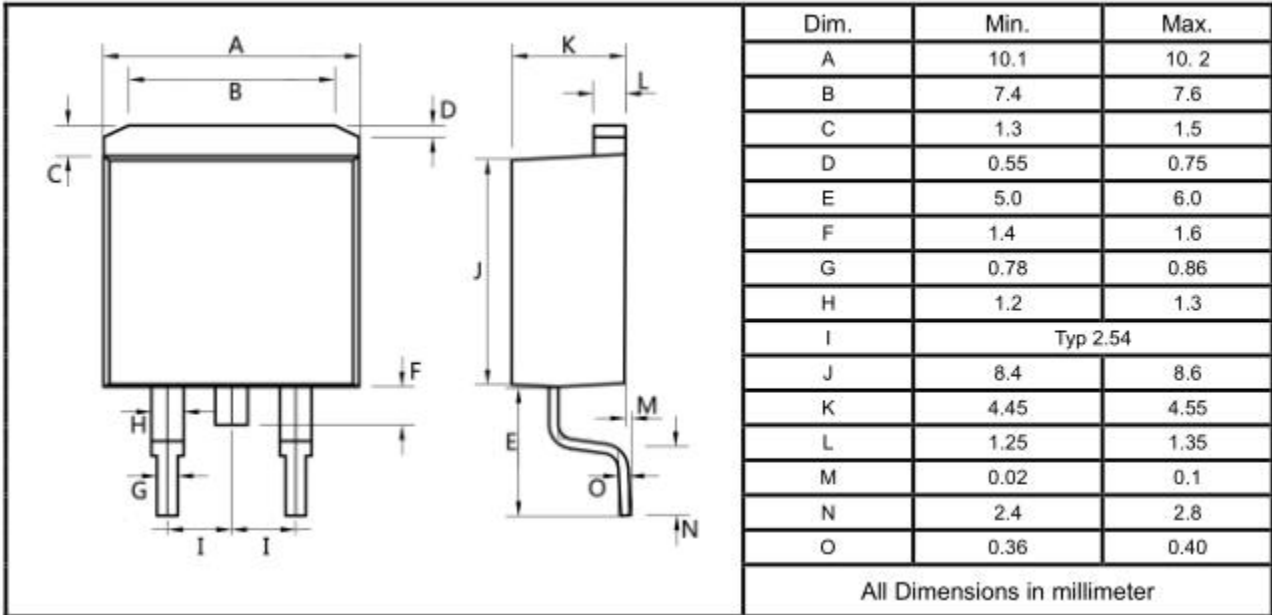 A
B
C
D
K
L
J
F
H
G
E
M
O
N
I I
Dim. Min. Max.
A 10.1 10. 2
B 7.4 7.6
C 1.3 1.5
D 0.55 0.75
E 5.0 6.0
F 1.4 1.6
G 0.78 0.86
H 1.2 1.3
I Typ 2.54
J 8.4 8.6
K 4.45 4.55
L 1.25 1.35
M 0.02 0.1
N 2.4 2.8
O 0.36 0.40
All Dimensions in millimeter